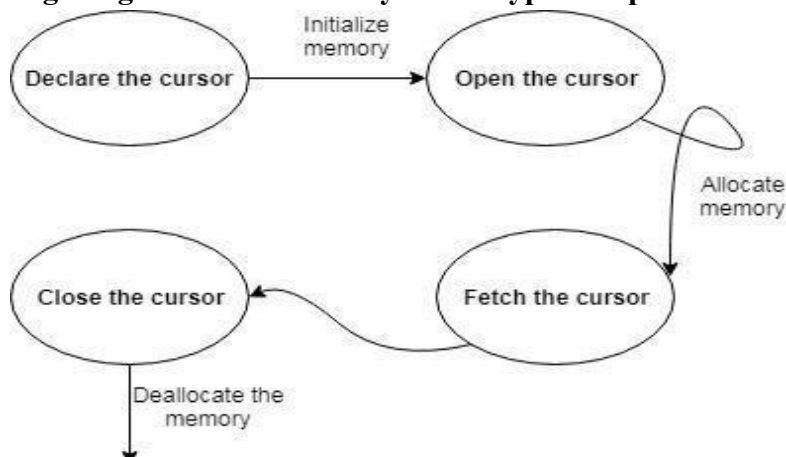 Initialize
memory
Declare the cursor
Open the cursor
Allocate
memory
Close the cursor
Fetch the cursor
Deallocate the
memory